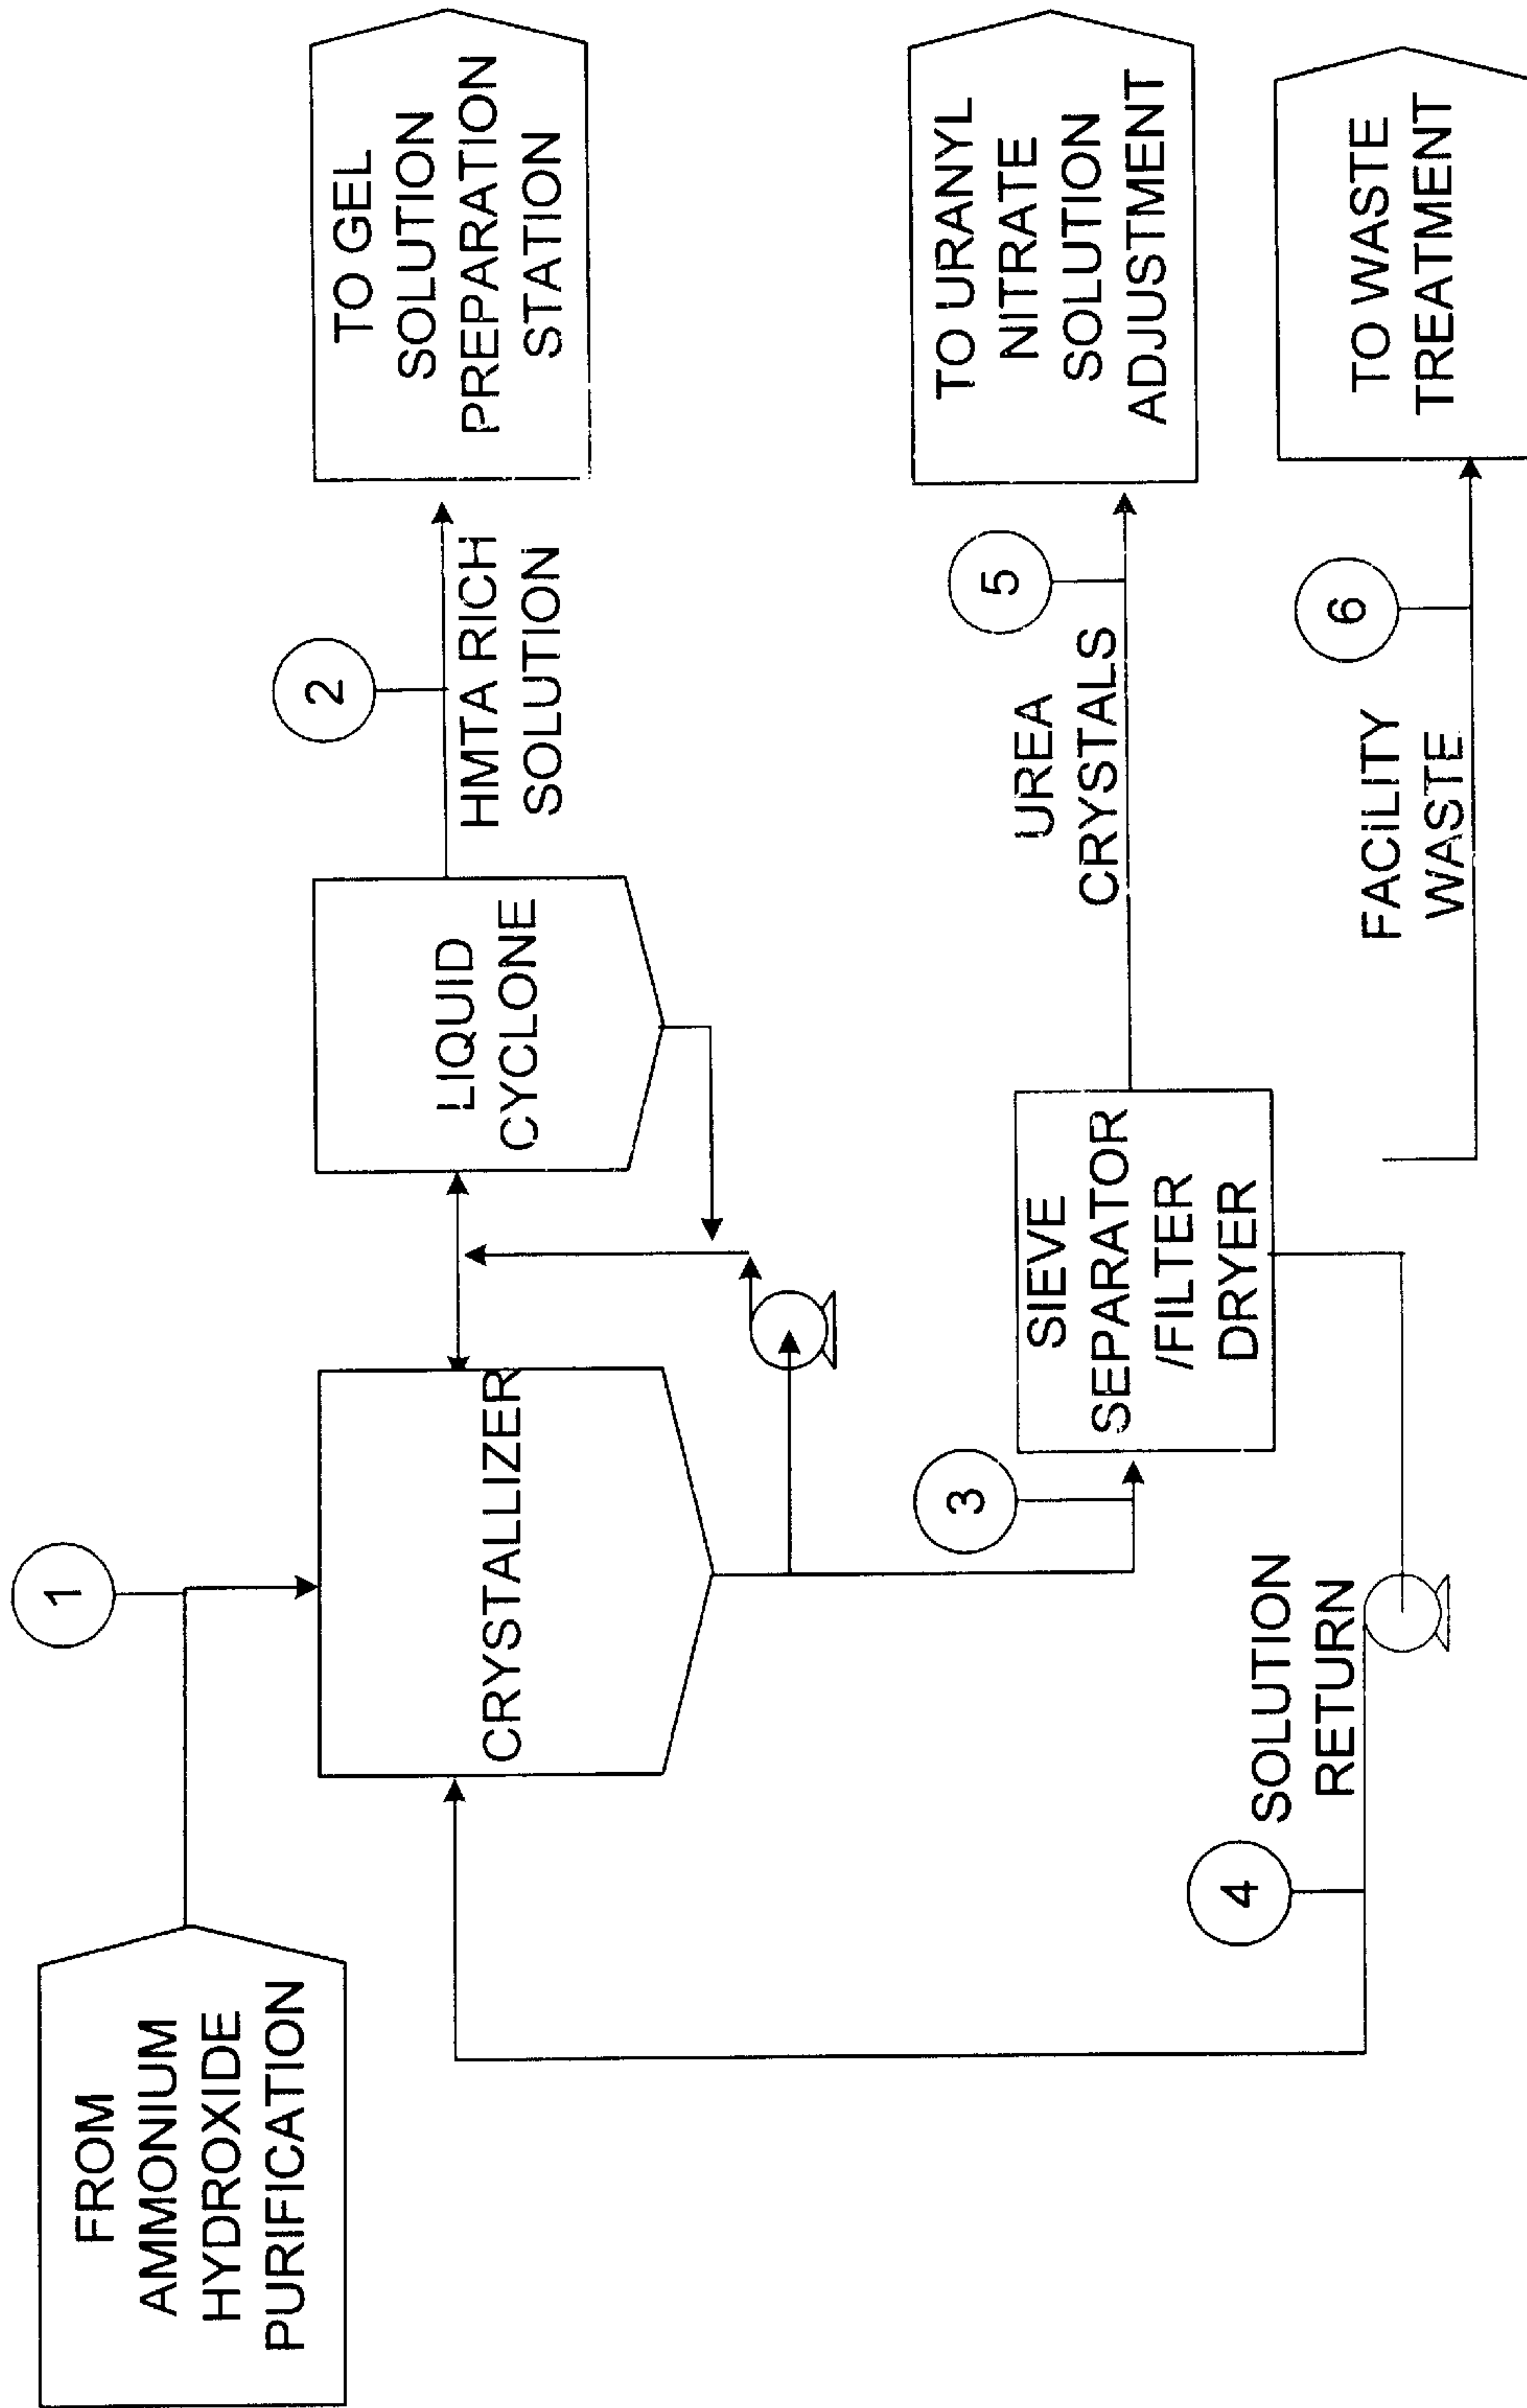 FROM
AMMONIUM
HYDROXIDE
PURIFICATION
1
CRYSTALLIZER
LIQUID
CYCLONE
2
HMTA RICH
SOLUTION
TO GEL
SOLUTION
PREPARATION
STATION
3
SIEVE
SEPARATOR
/FILTER
DRYER
4
SOLUTION
RETURN
UREA
CRYSTALS
5
TO URANYL
NITRATE
SOLUTION
ADJUSTMENT
FACILITY
WASTE
6
TO WASTE
TREATMENT